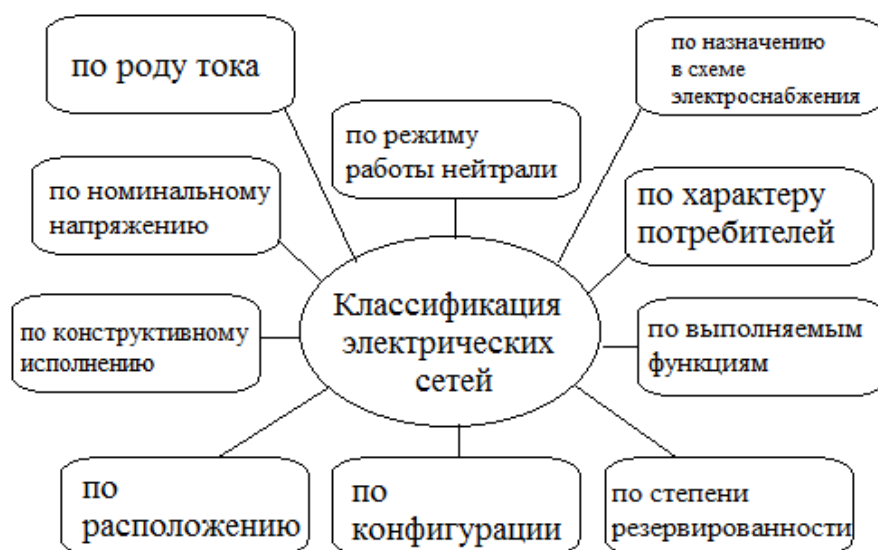 по роду тока
по назначению
в схеме
электроснабжения
по режиму
работы нейтрали
по номинальному
напряжению
по характеру
потребителей
Классификация
электрических
сетей
по конструктивному
исполнению
по выполняемым
функциям
по
расположению
по
конфигурации
по степени
резервированности